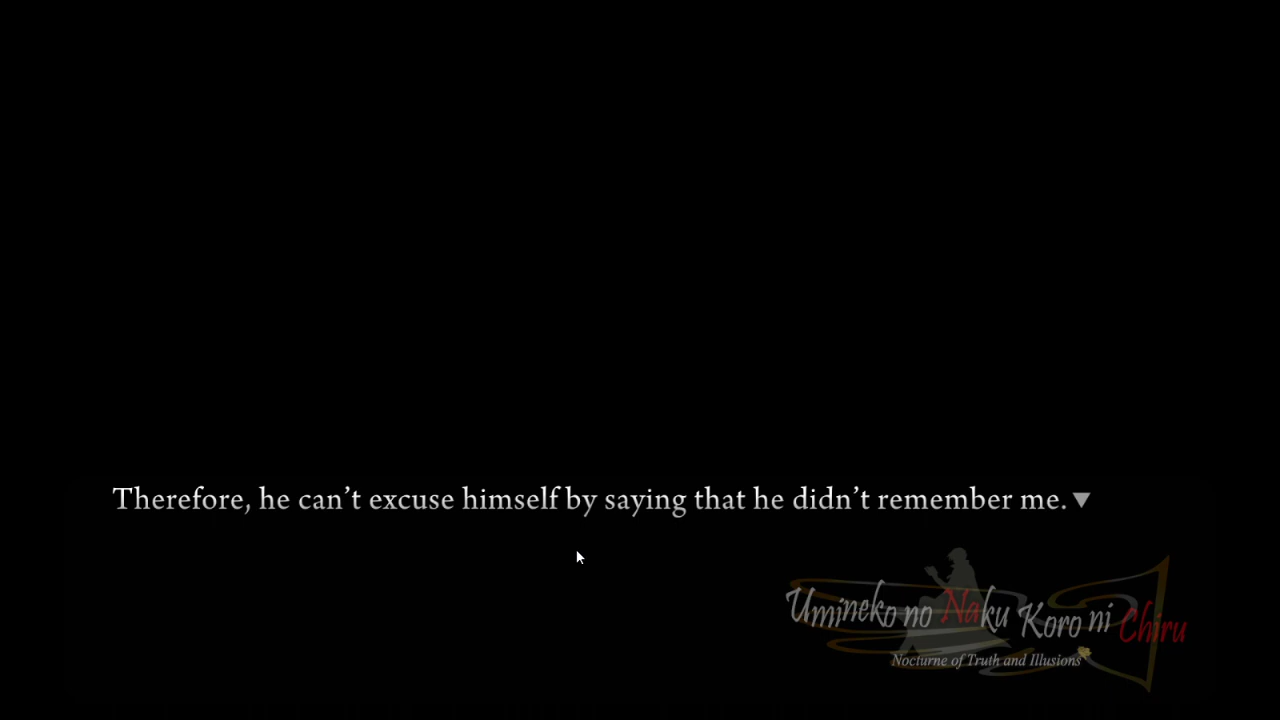 Therefore, he can’t excuse himself by saying that he didn’t remember me.
Umineko no Naku Koro ni Chiru
Nocturne of Truth and Illusions